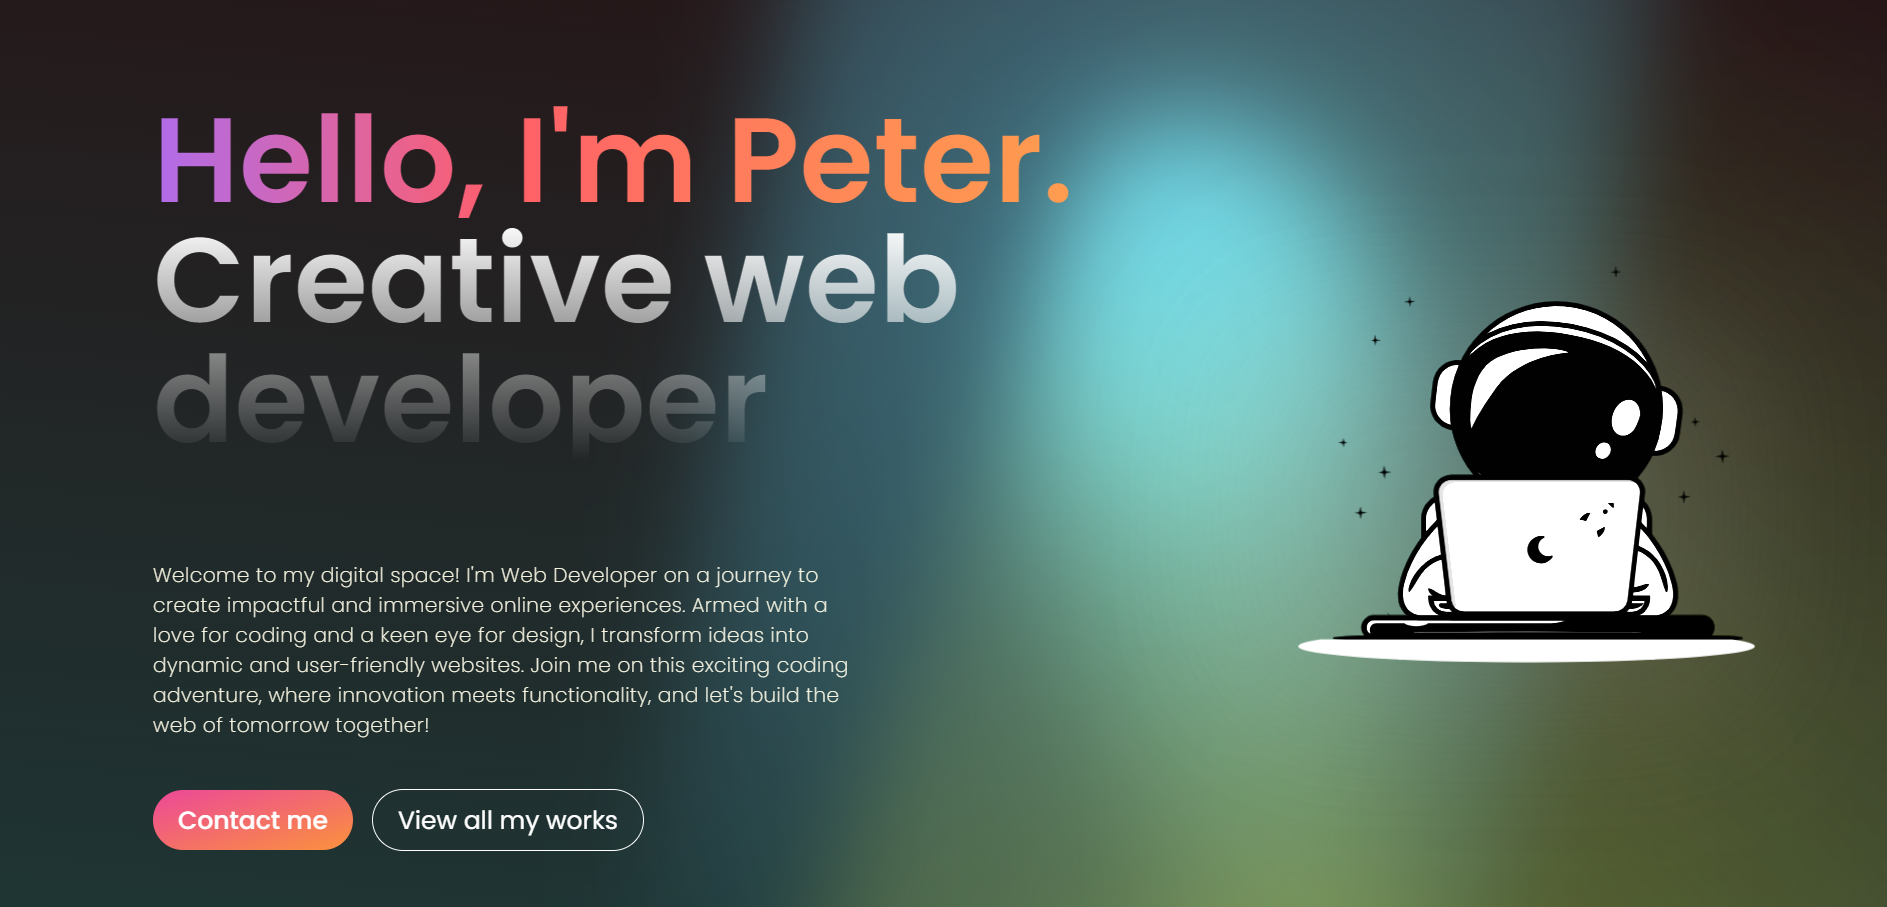 Hello, I'm Peter.
Creative web
developer
Welcome to my digital space! I'm Web Developer on a journey to
create impactful and immersive online experiences. Armed with a
love for coding and a keen eye for design, I transform ideas into
dynamic and user-friendly websites. Join me on this exciting coding
adventure, where innovation meets functionality, and let's build the
web of tomorrow together!
Contact me
View all my works